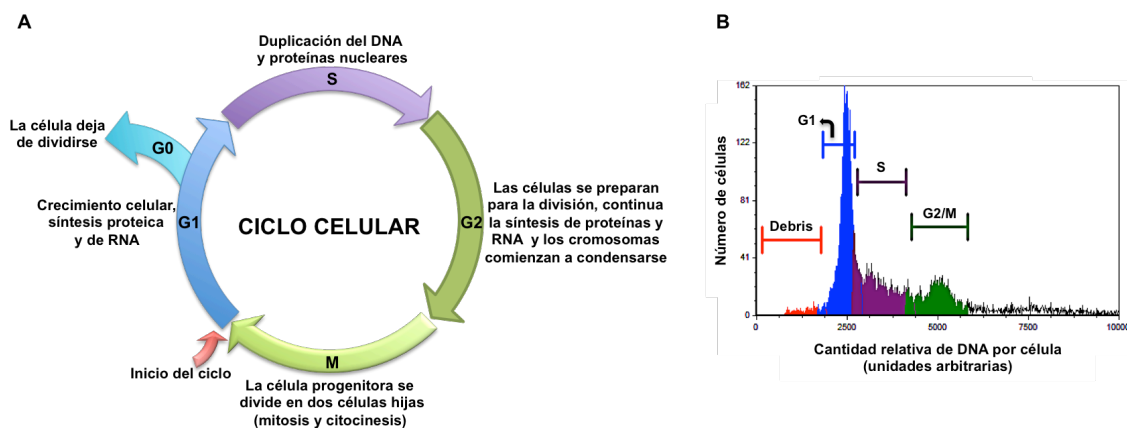 A
Duplicación del DNA
y proteínas nucleares
S
La célula deja
de dividirse
G0
Crecimiento celular,
síntesis proteica
y de RNA
G1
CICLO CELULAR
G2
Las células se preparan
para la división, continua
la síntesis de proteínas y
RNA y los cromosomas
comienzan a condensarse
Inicio del ciclo
M
La célula progenitora se
divide en dos células hijas
(mitosis y citocinesis)
B
Número de células
162
122
81
41
0
G1
S
G2/M
Debris
0
2500
5000
7500
10000
Cantidad relativa de DNA por célula
(unidades arbitrarias)